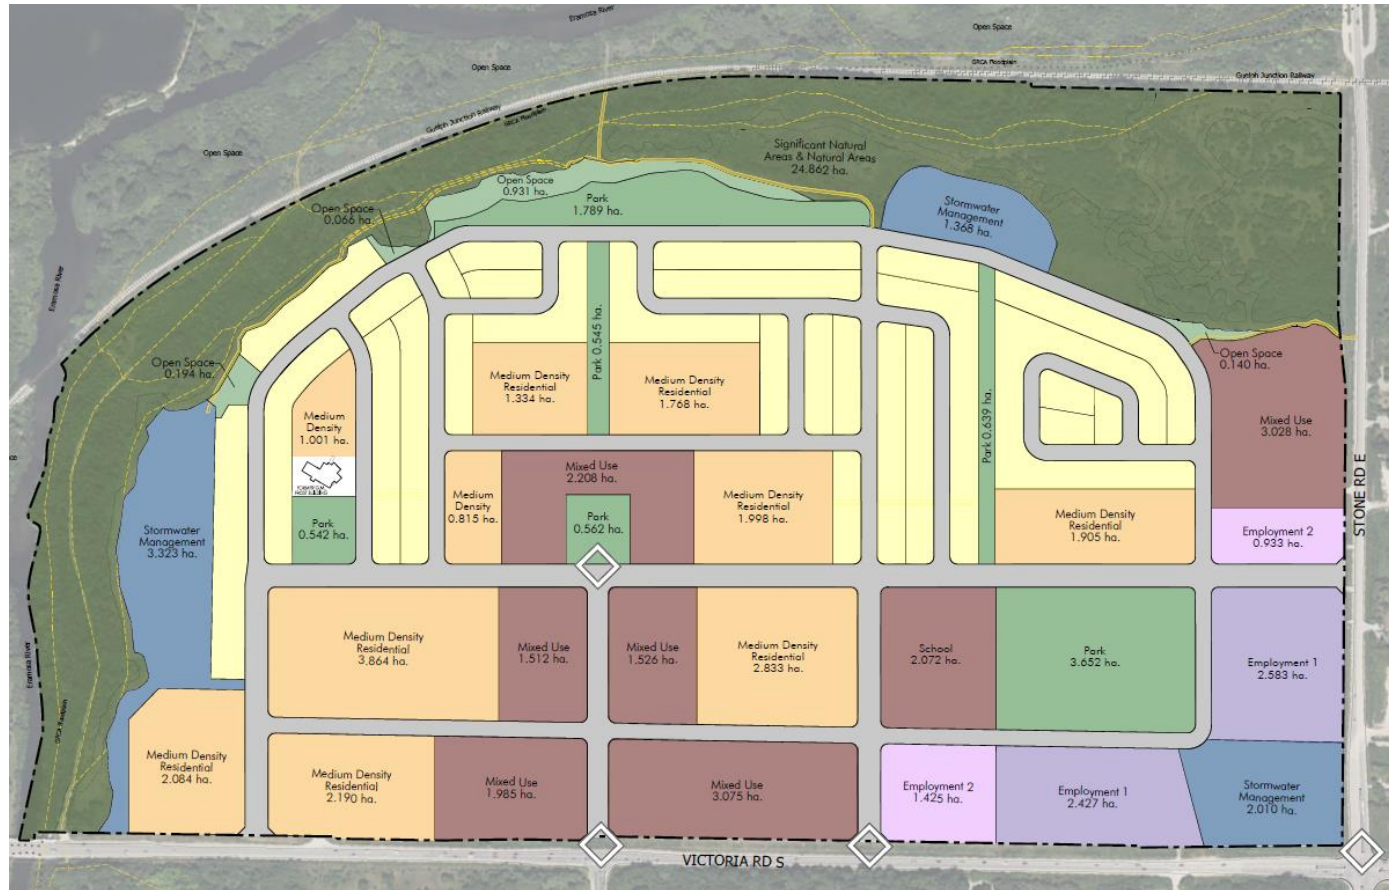 Eramosa River
Open Space
GRCA Floodplain
Open Space
Guelph Junction Railway
Guelph Junction Railway
GRCA Floodplain
Open Space
Significant Natural
Areas & Natural Areas
24.862 ha.
Open Space
0.931 ha.
Park
1.789 ha.
Open Space
0.066 ha.
Stormwater
Management
1.368 ha.
Eramosa River
Park 0.545 ha.
Open Space
0.194 ha.
Open Space
0.140 ha.
Medium Density
Residential
1.334 ha.
Medium Density
Residential
1.768 ha.
Medium
Density
1.001 ha.
Park 0.639 ha.
Mixed Use
3.028 ha.
Mixed Use
2.208 ha.
Medium
Density
0.815 ha.
Medium Density
Residential
1.998 ha.
Park
0.562 ha.
Park
0.542 ha.
Medium Density
Residential
1.905 ha.
Employment 2
0.933 ha.
STONE RD E
Stormwater
Management
3.323 ha.
Medium Density
Residential
3.864 ha.
Mixed Use
1.512 ha.
Mixed Use
1.526 ha.
Medium Density
Residential
2.833 ha.
School
2.072 ha.
Park
3.652 ha.
Employment 1
2.583 ha.
Eramosa River
GRCA Floodplain
Medium Density
Residential
2.084 ha.
Medium Density
Residential
2.190 ha.
Mixed Use
1.985 ha.
Mixed Use
3.075 ha.
Employment 2
1.425 ha.
Employment 1
2.427 ha.
Stormwater
Management
2.010 ha.
VICTORIA RD S